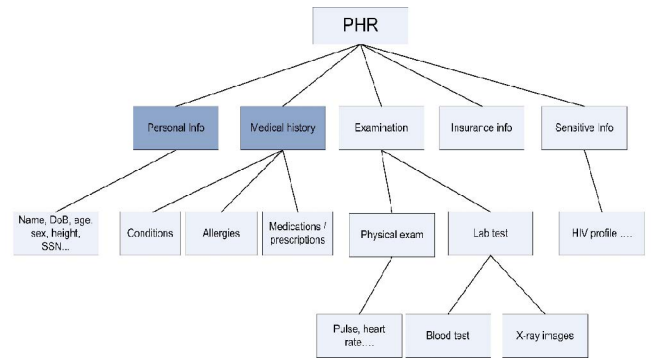 PHR
Personal Info
Medical history
Examination
Insurance info
Sensitive Info
Name, DoB, age,
sex, height,
SSN...
Conditions
Allergies
Medications /
prescriptions
Physical exam
Lab test
HIV profile ....
Pulse, heart
rate....
Blood test
X-ray images